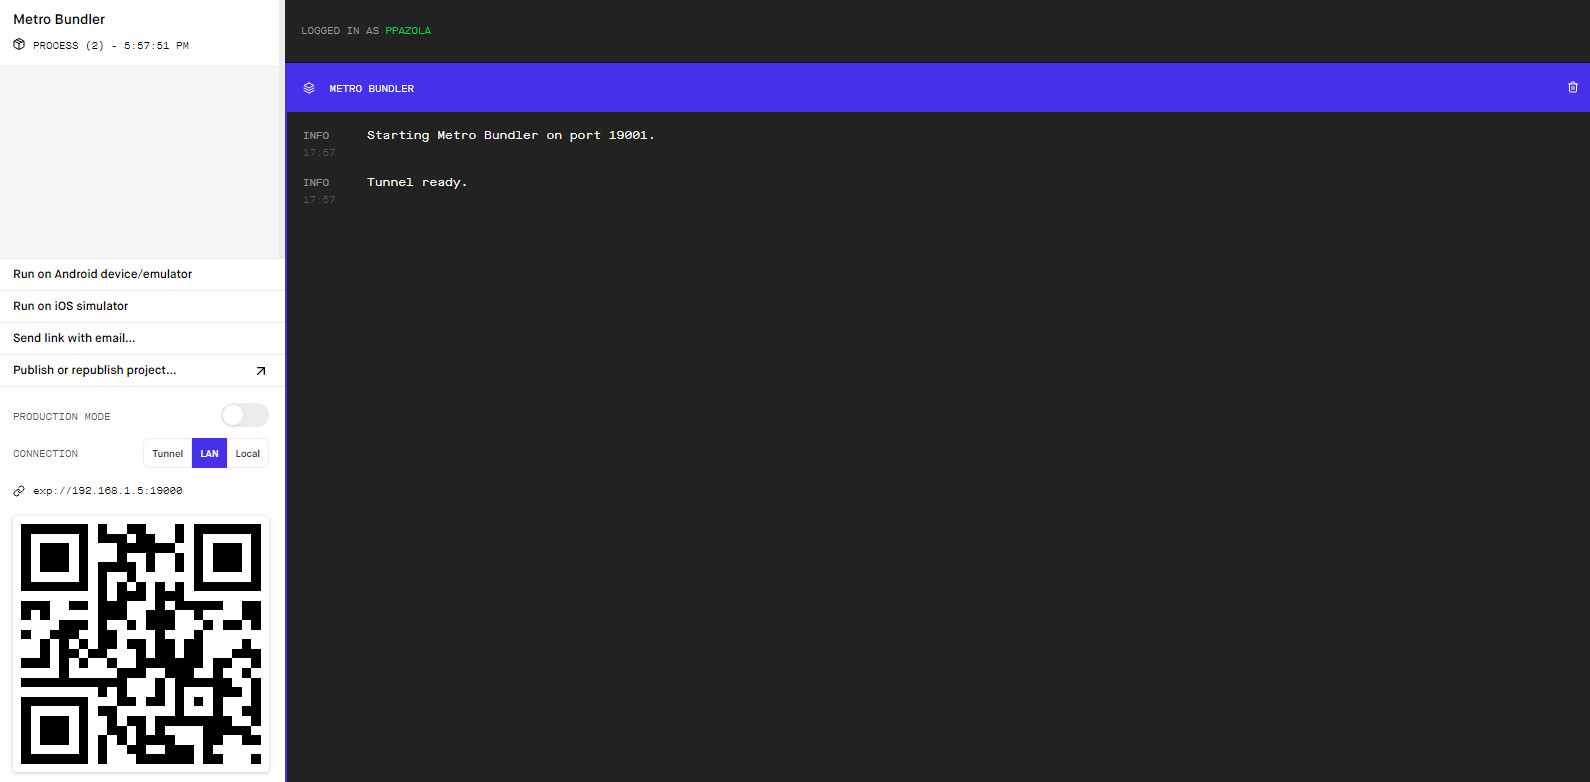 Metro Bundler
PROCESS (2) - 5:57:51 PM
Run on Android device/emulator
Run on iOS simulator
Send link with email...
Publish or republish project...
PRODUCTION MODE
CONNECTION Tunnel LAN Local
exp://192.168.1.5:19000
LOGGED IN AS PPAZOLA
METRO BUNDLER
INFO Starting Metro Bundler on port 19001.
17:57
INFO Tunnel ready.
17:57